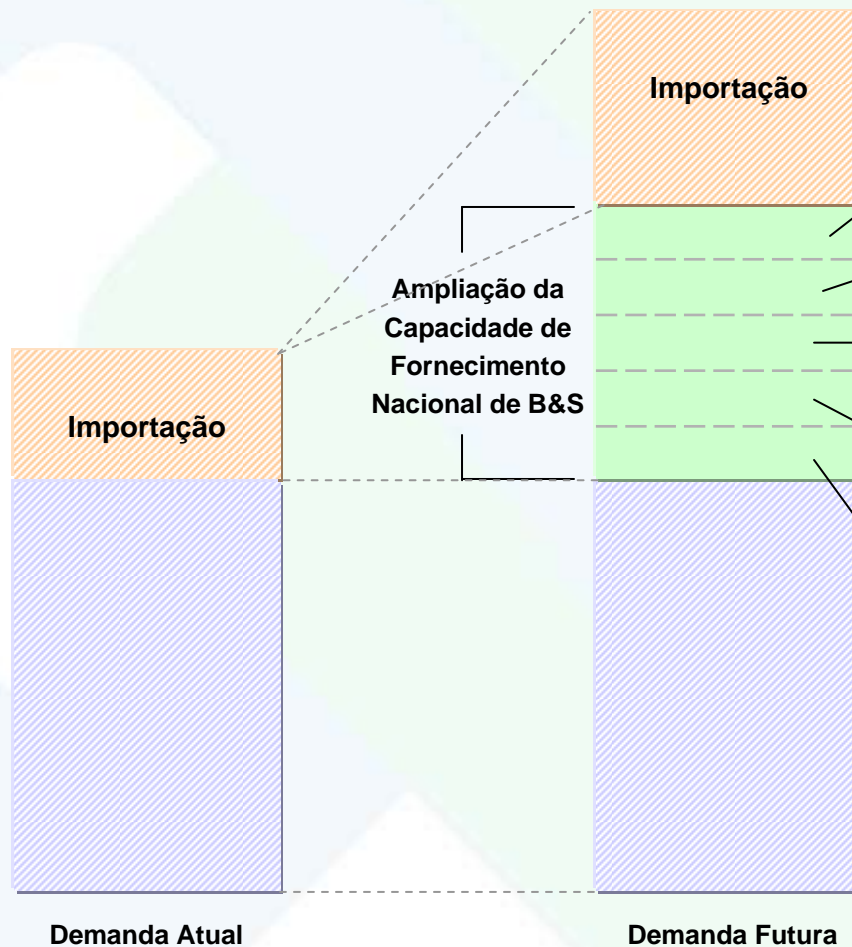 Importação
Ampliação da
Capacidade de
Fornecimento
Nacional de B&S
Importação
Demanda Atual
Demanda Futura